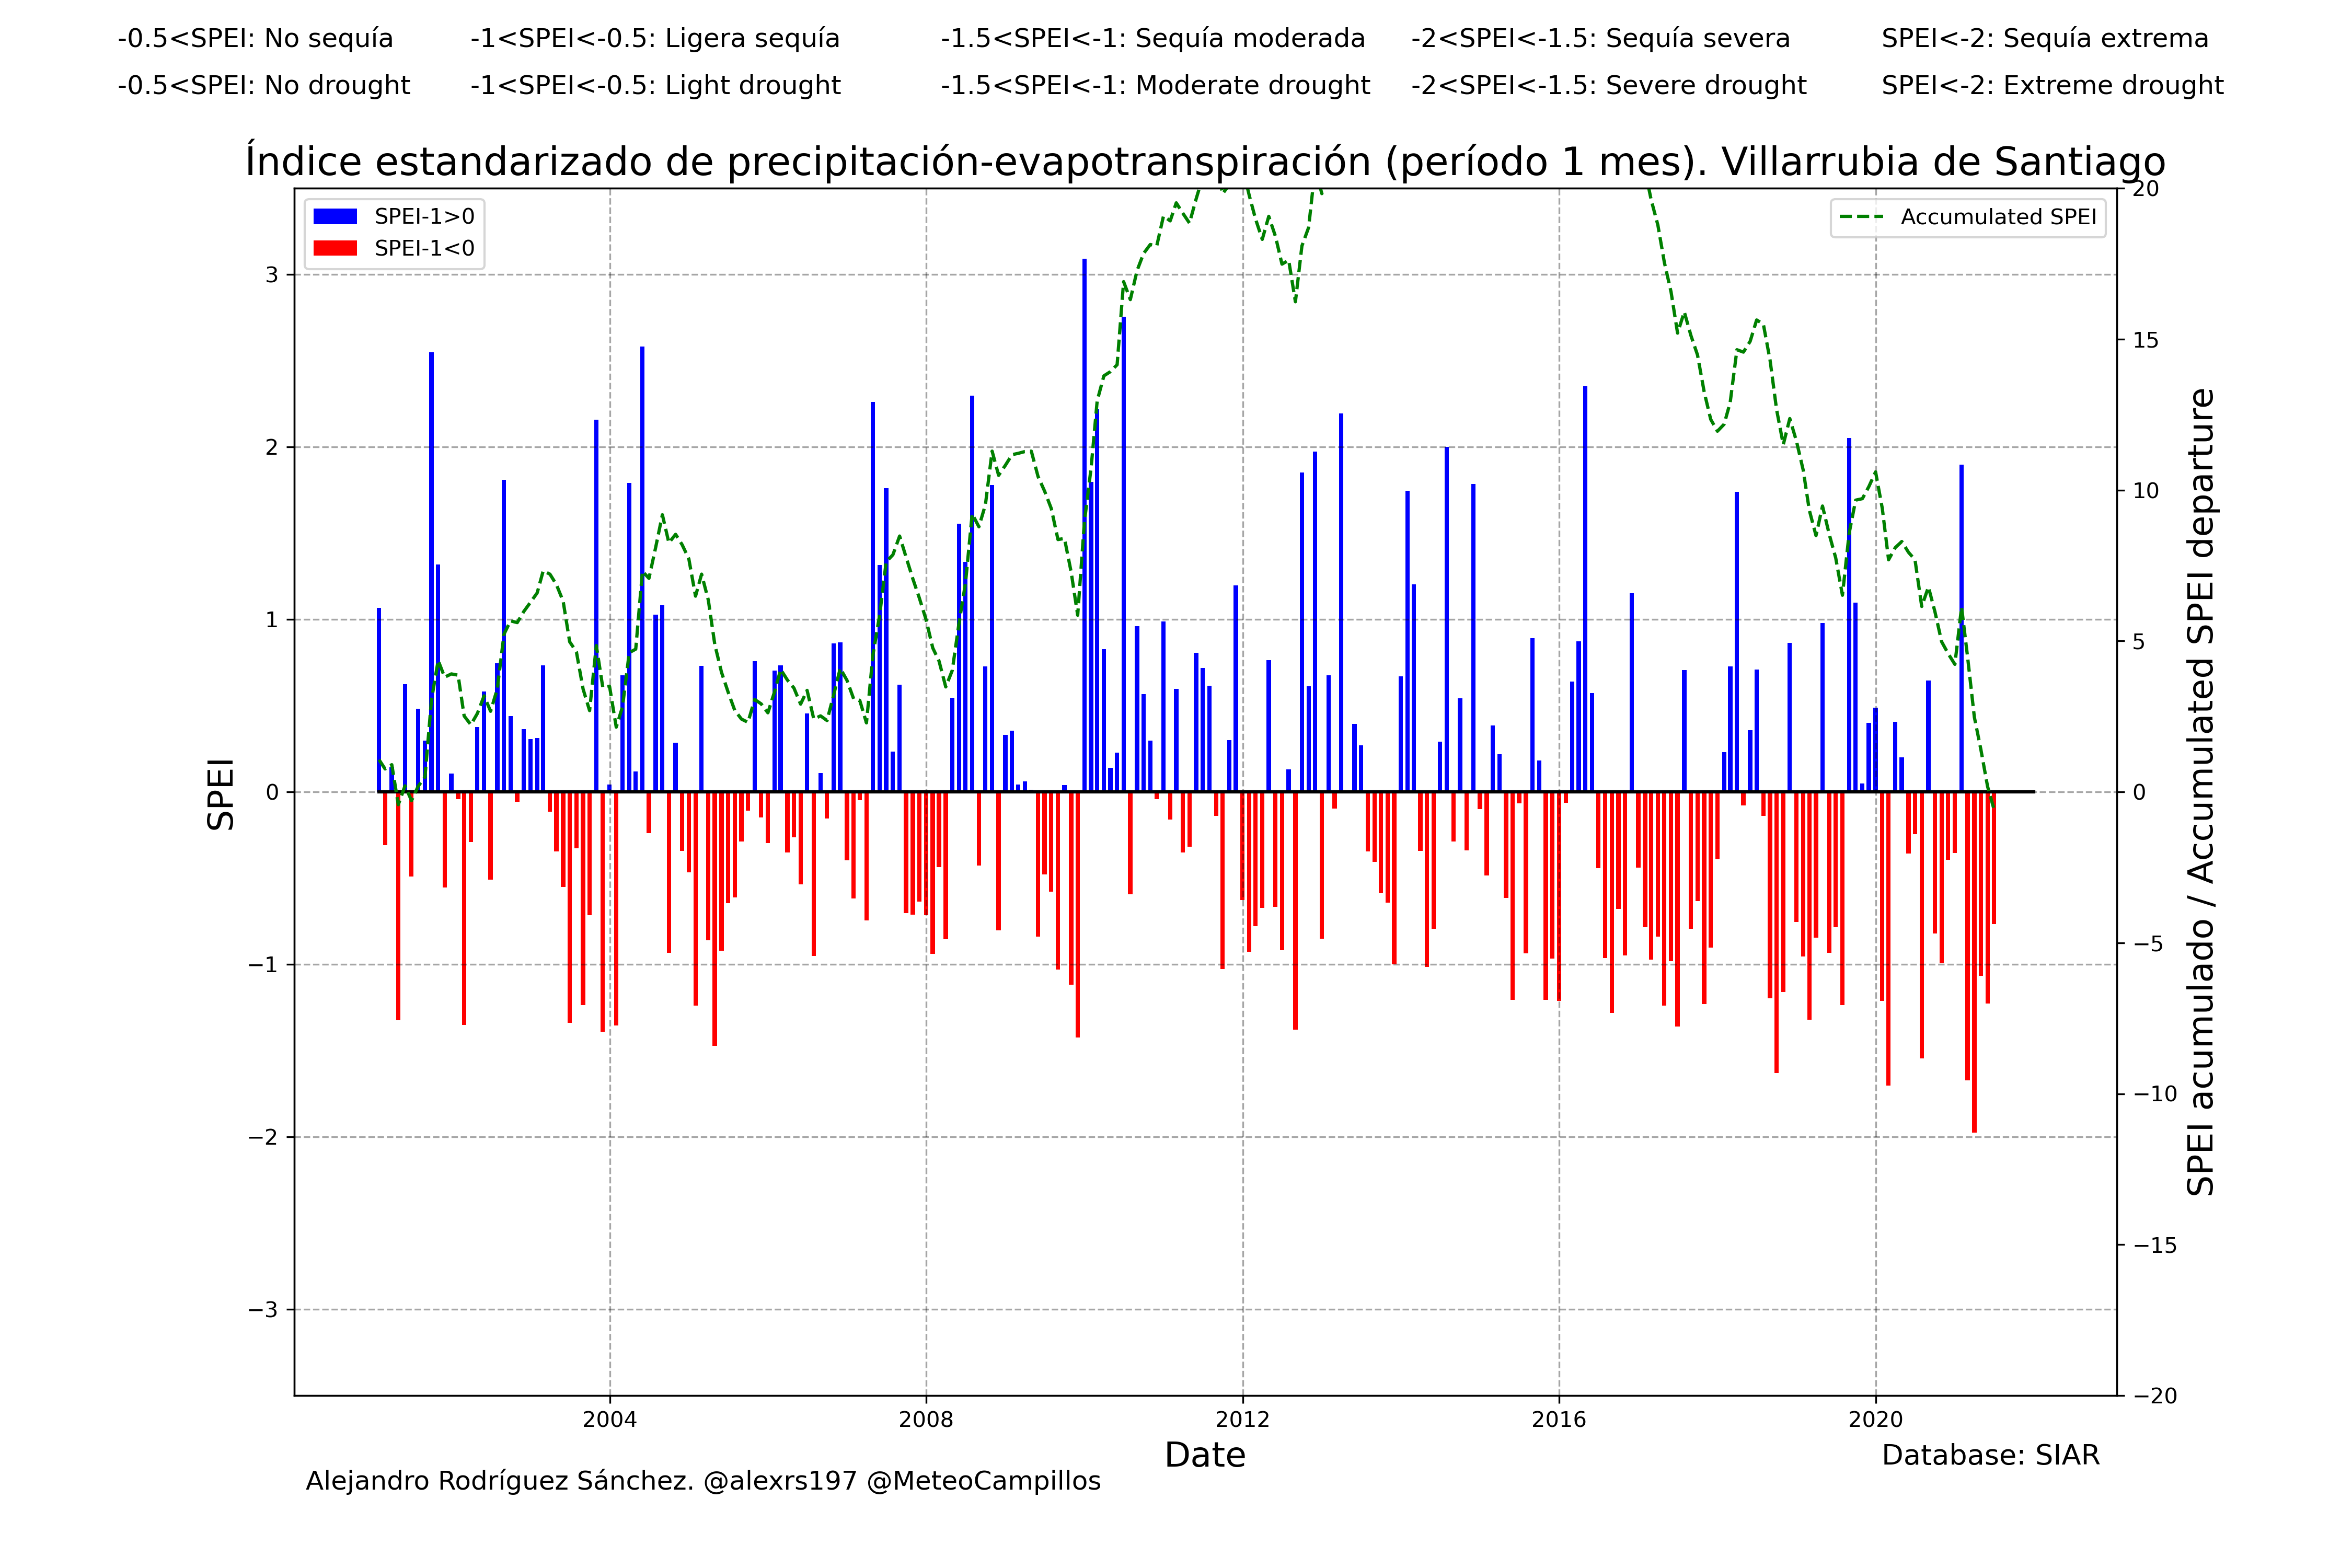 -0.5<SPEI: No sequía -1<SPEI<-0.5: Ligera sequía -1.5<SPEI<-1: Sequía moderada -2<SPEI<-1.5: Sequía severa SPEI<-2: Sequía extrema
-0.5<SPEI: No drought -1<SPEI<-0.5: Light drought -1.5<SPEI<-1: Moderate drought -2<SPEI<-1.5: Severe drought SPEI<-2: Extreme drought
Índice estandarizado de precipitación-evapotranspiración (período 1 mes). Villarrubia de Santiago
SPEI-1>0
SPEI-1<0
Accumulated SPEI
SPEI
3
2
1
0
−1
−2
−3
20
15
10
5
0
−5
−10
−15
−20
SPEI acumulado / Accumulated SPEI departure
2004 2008 2012 2016 2020
Date
Database: SIAR
Alejandro Rodríguez Sánchez. @alexrs197 @MeteoCampillos